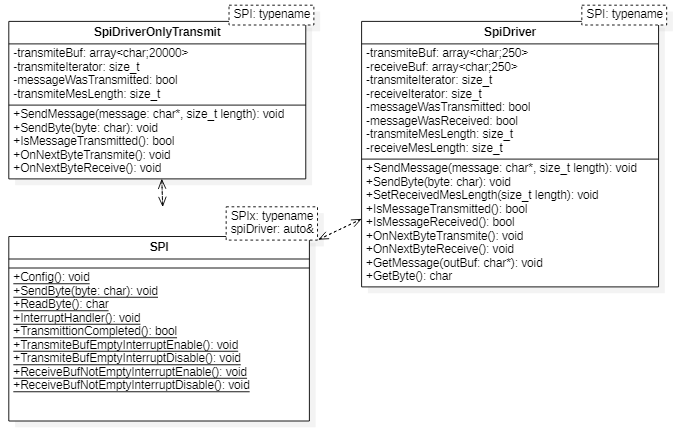 SPI: typename
SpiDriverOnlyTransmit
-transmiteBuf: array<char;20000>
-transmiteIterator: size_t
-messageWasTransmitted: bool
-transmiteMesLength: size_t
+SendMessage(message: char*, size_t length): void
+SendByte(byte: char): void
+IsMessageTransmitted(): bool
+OnNextByteTransmite(): void
+OnNextByteReceive(): void
SPI: typename
SpiDriver
-transmiteBuf: array<char;250>
-receiveBuf: array<char;250>
-transmiteIterator: size_t
-receiveIterator: size_t
-messageWasTransmitted: bool
-messageWasReceived: bool
-transmiteMesLength: size_t
-receiveMesLength: size_t
+SendMessage(message: char*, size_t length): void
+SendByte(byte: char): void
+SetReceivedMesLength(size_t length): void
+IsMessageTransmitted(): bool
+IsMessageReceived(): bool
+OnNextByteTransmite(): void
+OnNextByteReceive(): void
+GetMessage(outBuf: char*): void
+GetByte(): char
SPIx: typename
spiDriver: auto&
SPI
+Config(): void
+SendByte(byte: char): void
+ReadByte(): char
+InterruptHandler(): void
+TransmittionCompleted(): bool
+TransmiteBufEmptyInterruptEnable(): void
+TransmiteBufEmptyInterruptDisable(): void
+ReceiveBufNotEmptyInterruptEnable(): void
+ReceiveBufNotEmptyInterruptDisable(): void